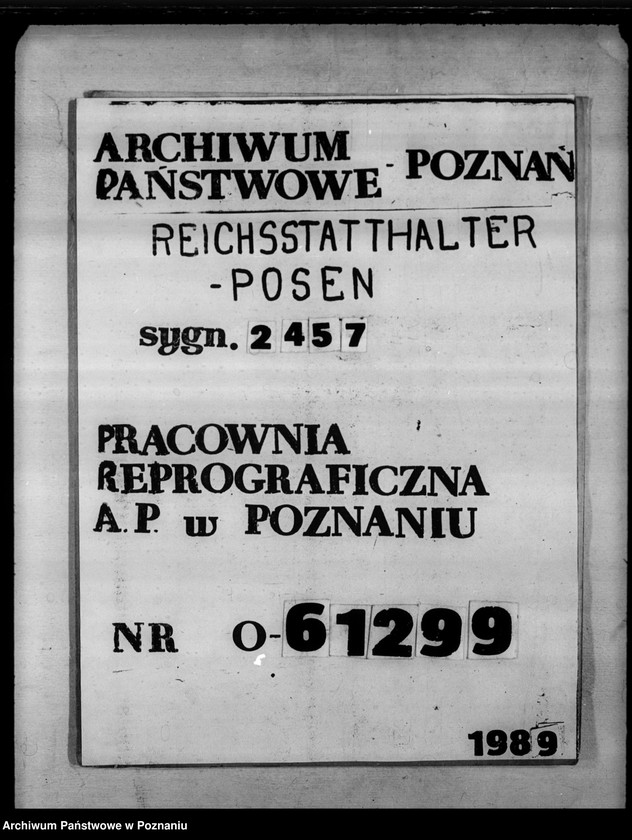 ARCHIWUM
PAŃSTWOWE - POZNAŃ
REICHSSTATTHALTER
-POSEN
sygn. 2457
PRACOWNIA
REPROGRAFICZNA
A.P. w POZNANIU
NR O-61299
1989
Archiwum Państwowe w Poznaniu